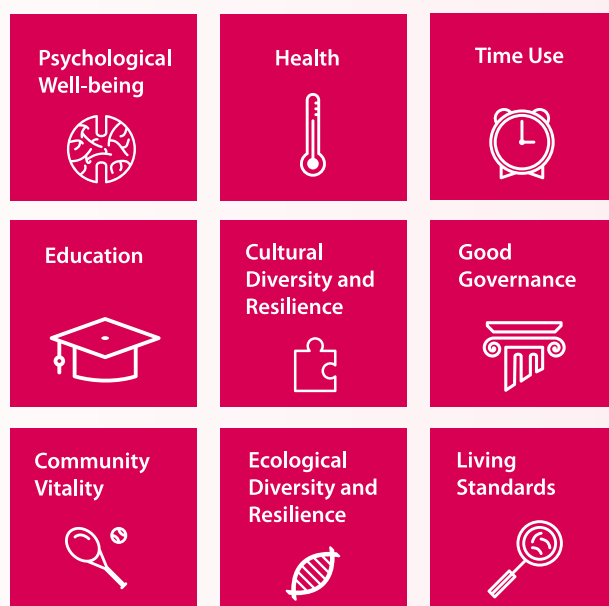 Psychological
Well-being
Health
Time Use
Education
Cultural
Diversity and
Resilience
Good
Governance
Community
Vitality
Ecological
Diversity and
Resilience
Living
Standards